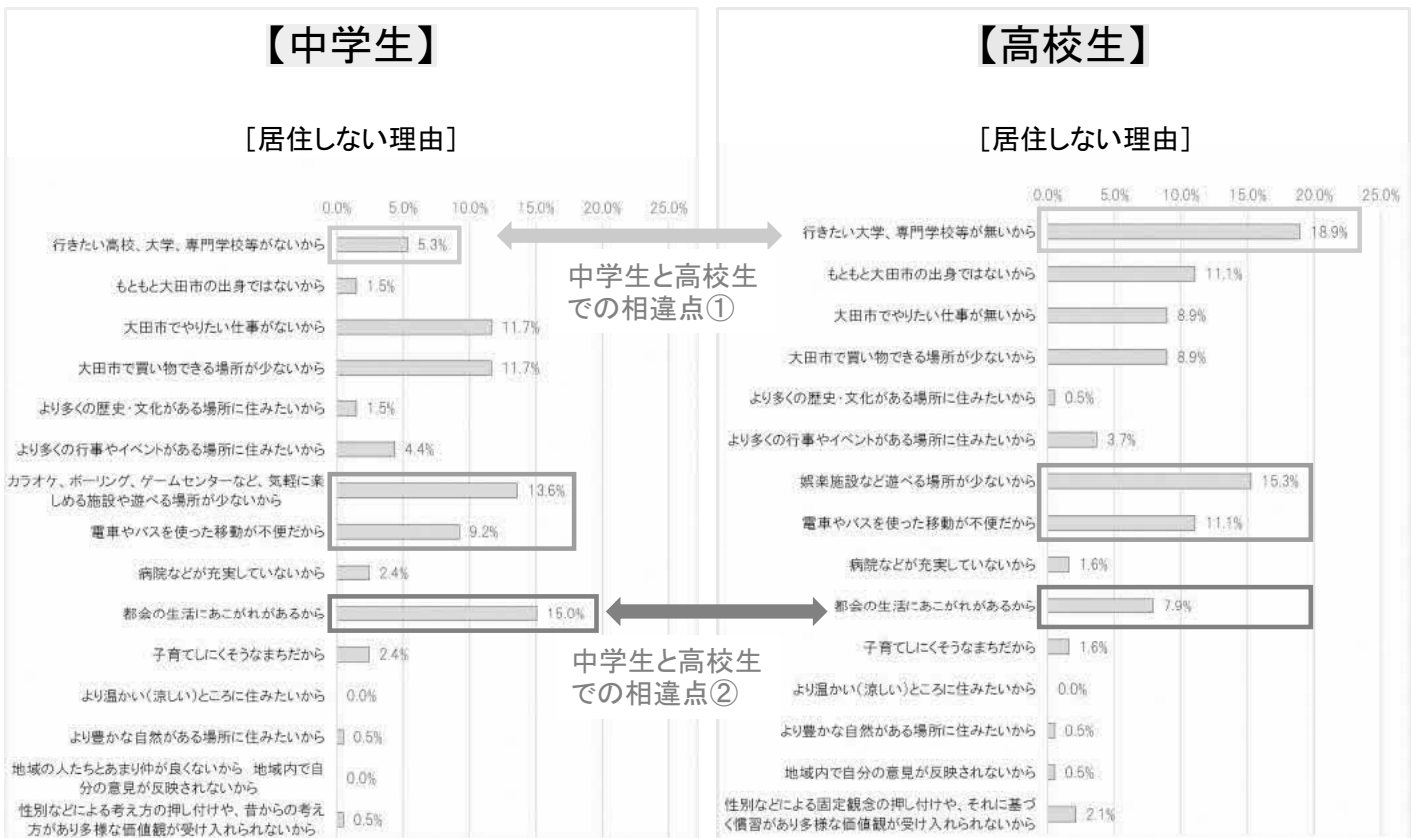 【中学生】
[居住しない理由]
0.0% 5.0% 10.0% 15.0% 20.0% 25.0%
行きたい高校、大学、専門学校等がないから 5.3%
もともと大田市の出身ではないから 1.5%
大田市でやりたい仕事がないから 11.7%
大田市で買い物できる場所が少ないから 11.7%
より多くの歴史・文化がある場所に住みたいから 1.5%
より多くの行事やイベントがある場所に住みたいから 4.4%
カラオケ、ボーリング、ゲームセンターなど、気軽に楽
しめる施設や遊べる場所が少ないから 13.6%
電車やバスを使った移動が不便だから 9.2%
病院などが充実していないから 2.4%
都会の生活にあこがれがあるから 15.0%
子育てしにくそうなまちだから 2.4%
より温かい(涼しい)ところに住みたいから 0.0%
より豊かな自然がある場所に住みたいから 0.5%
地域の人たちとあまり仲が良くないから 地域内で自
分の意見が反映されないから 0.0%
性別などによる考え方の押し付けや、昔からの考え
方があり多様な価値観が受け入れられないから 0.5%
中学生と高校生
での相違点①
中学生と高校生
での相違点②
【高校生】
[居住しない理由]
0.0% 5.0% 10.0% 15.0% 20.0% 25.0%
行きたい大学、専門学校等が無いから 18.9%
もともと大田市の出身ではないから 11.1%
大田市でやりたい仕事が無いから 8.9%
大田市で買い物できる場所が少ないから 8.9%
より多くの歴史・文化がある場所に住みたいから 0.5%
より多くの行事やイベントがある場所に住みたいから 3.7%
娯楽施設など遊べる場所が少ないから 15.3%
電車やバスを使った移動が不便だから 11.1%
病院などが充実していないから 1.6%
都会の生活にあこがれがあるから 7.9%
子育てしにくそうなまちだから 1.6%
より温かい(涼しい)ところに住みたいから 0.0%
より豊かな自然がある場所に住みたいから 0.5%
地域内で自分の意見が反映されないから 0.5%
性別などによる固定観念の押し付けや、それに基づ
く慣習があり多様な価値観が受け入れられないから 2.1%